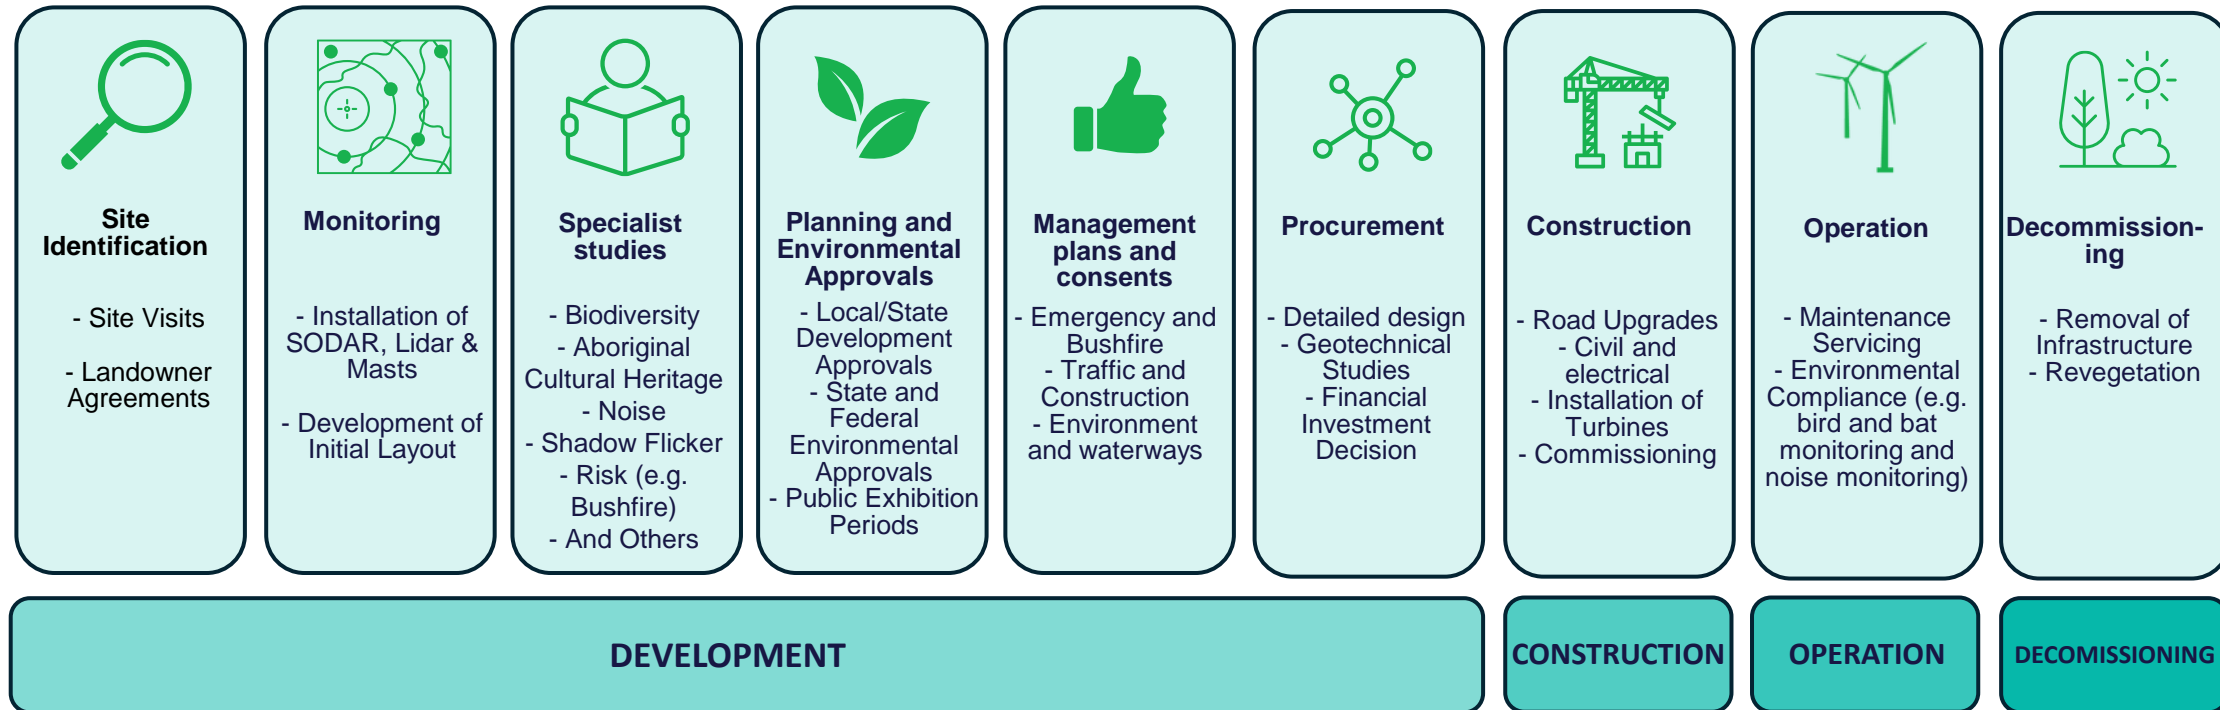 Site
Identification
- Site Visits
- Landowner
Agreements
Monitoring
- Installation of
SODAR, Lidar &
Masts
- Development of
Initial Layout
Specialist
studies
- Biodiversity
- Aboriginal
Cultural Heritage
- Noise
- Shadow Flicker
- Risk (e.g.
Bushfire)
- And Others
Planning and
Environmental
Approvals
- Local/State
Development
Approvals
- State and
Federal
Environmental
Approvals
- Public Exhibition
Periods
Management
plans and
consents
- Emergency and
Bushfire
- Traffic and
Construction
- Environment
and waterways
Procurement
- Detailed design
- Geotechnical
Studies
- Financial
Investment
Decision
Construction
- Road Upgrades
- Civil and
electrical
- Installation of
Turbines
- Commissioning
Operation
- Maintenance
Servicing
- Environmental
Compliance (e.g.
bird and bat
monitoring and
noise monitoring)
Decommission-
ing
- Removal of
Infrastructure
- Revegetation
DEVELOPMENT
CONSTRUCTION
OPERATION
DECOMISSIONING